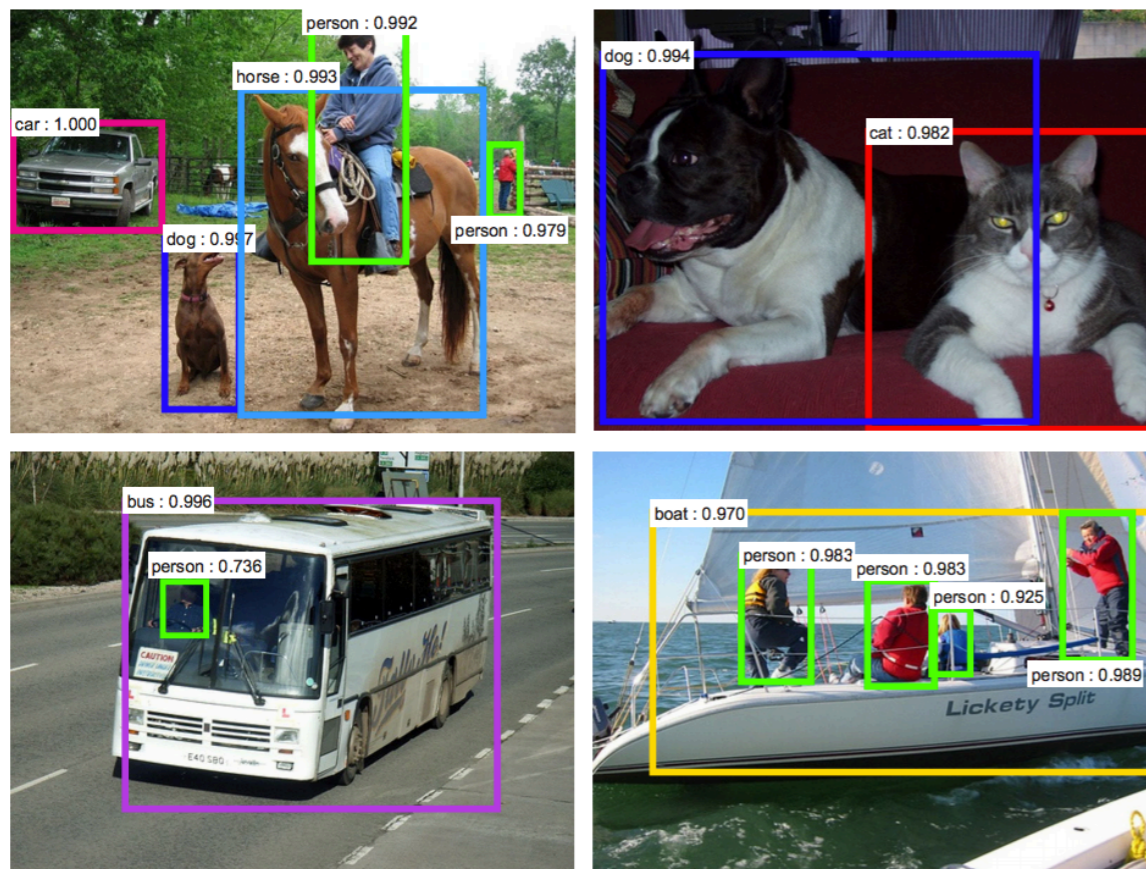 person : 0.992
horse : 0.993
car : 1.000
person : 0.979
dog : 0.997
dog : 0.994
cat : 0.982
bus : 0.996
person : 0.736
CAUTION
L
E40 SBO
boat : 0.970
person : 0.983
person : 0.983
person : 0.925
person : 0.989
Lickety Split